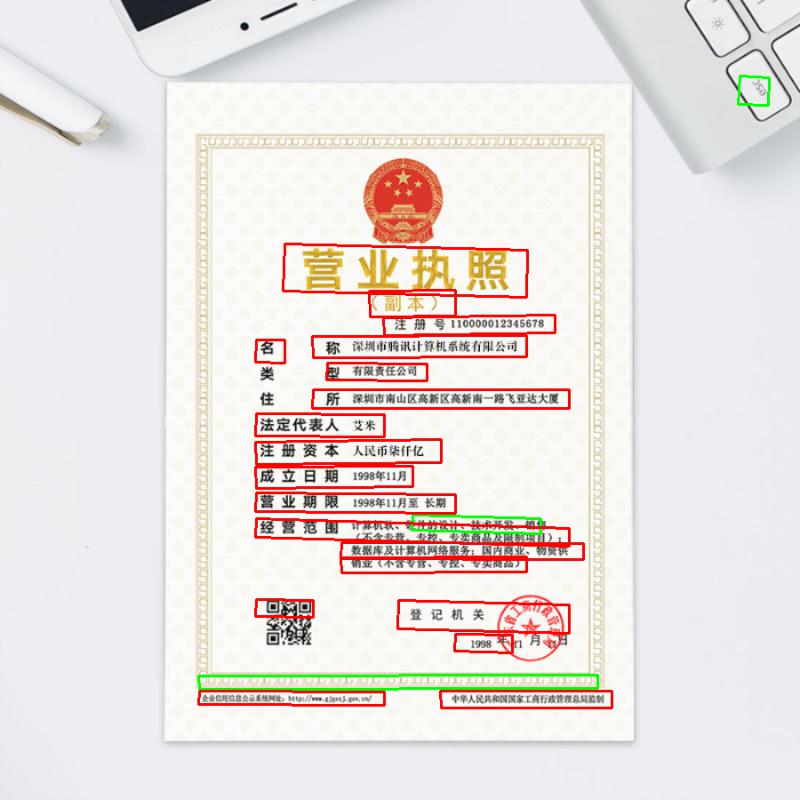 esc
营业执照
（副本）
注 册 号 110000012345678
名 称 深圳市腾讯计算机系统有限公司
类 型 有限责任公司
住 所 深圳市南山区高新区高新南一路飞亚达大厦
法定代表人 艾米
注 册 资 本 人民币柒仟亿
成 立 日 期 1998年11月
营 业 期 限 1998年11月至 长期
经 营 范 围 计算机软、硬件的设计、技术开发、销售
（不含专营、专控、专卖商品及限制项目）；
数据库及计算机网络服务；国内商业、物资供
销业（不含专营、专控、专卖商品）
登 记 机 关
1998 年 11 月 11 日
企业信用信息公示系统网址：http://www.gjgszj.gov.cn/
中华人民共和国国家工商行政管理总局监制